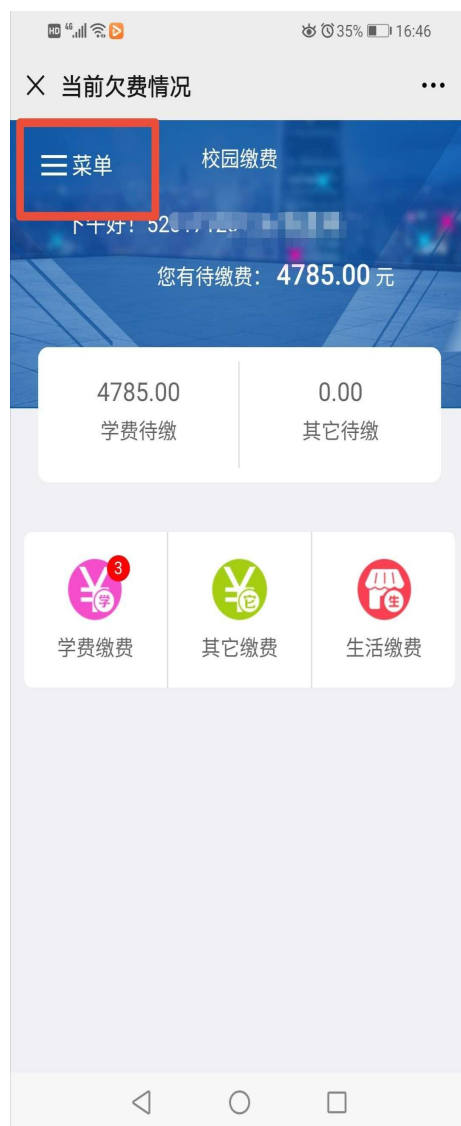 HD 46 35% 16:46
当前欠费情况
菜单 校园缴费
下午好！52
您有待缴费：4785.00 元
4785.00 0.00
学费待缴 其它待缴
3
学 它 生
学费缴费 其它缴费 生活缴费